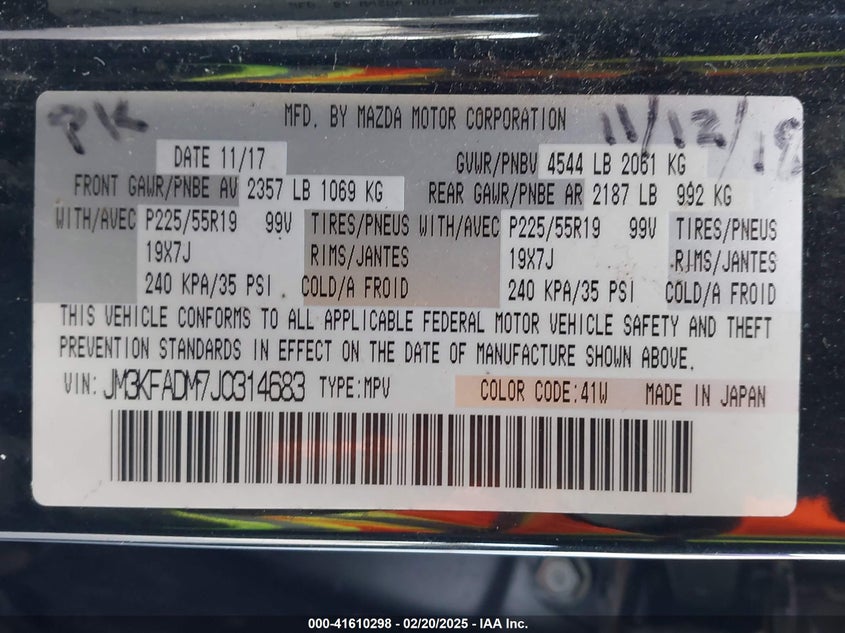 PK
11/12/18
MFD. BY MAZDA MOTOR CORPORATION
DATE 11/17 GVWR/PNBV 4544 LB 2061 KG
FRONT GAWR/PNBE AV 2357 LB 1069 KG REAR GAWR/PNBE AR 2187 LB 992 KG
WITH/AVEC P225/55R19 99V TIRES/PNEUS WITH/AVEC P225/55R19 99V TIRES/PNEUS
19X7J RIMS/JANTES 19X7J RIMS/JANTES
240 KPA/35 PSI COLD/A FROID 240 KPA/35 PSI COLD/A FROID
THIS VEHICLE CONFORMS TO ALL APPLICABLE FEDERAL MOTOR VEHICLE SAFETY AND THEFT
PREVENTION STANDARDS IN EFFECT ON THE DATE OF MANUFACTURE SHOWN ABOVE.
VIN: JM3KFADM7J0314683 TYPE:MPV COLOR CODE:41W MADE IN JAPAN
000-41610298 - 02/20/2025 - IAA Inc.